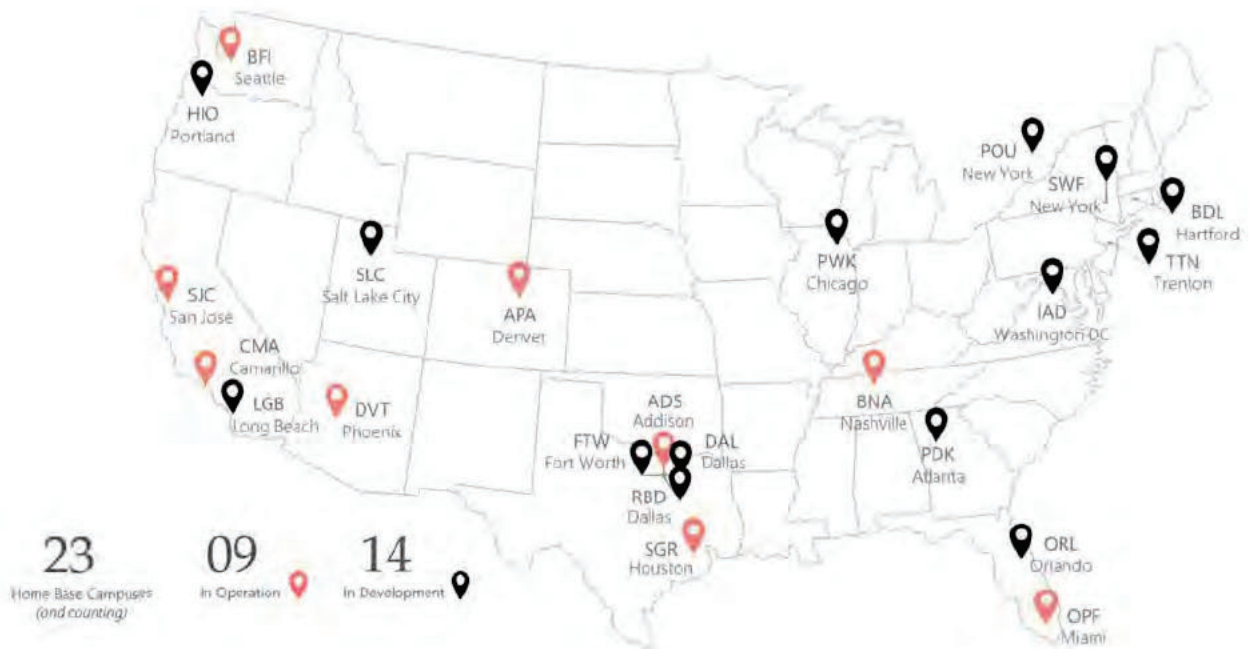 BFI
Seattle
HIO
Portland
POU
New York
SWF
New York
BDL
Hartford
SLC
Salt Lake City
PWK
Chicago
TTN
Trenton
SJC
San Jose
APA
Denver
IAD
Washington DC
CMA
Camarillo
LGB
Long Beach
DVT
Phoenix
BNA
Nashville
ADS
Addison
FTW
Fort Worth
DAL
Dallas
PDK
Atlanta
RBD
Dallas
SGR
Houston
ORL
Orlando
OPF
Miami
23
Home Base Campuses
(and counting)
09
In Operation
14
In Development